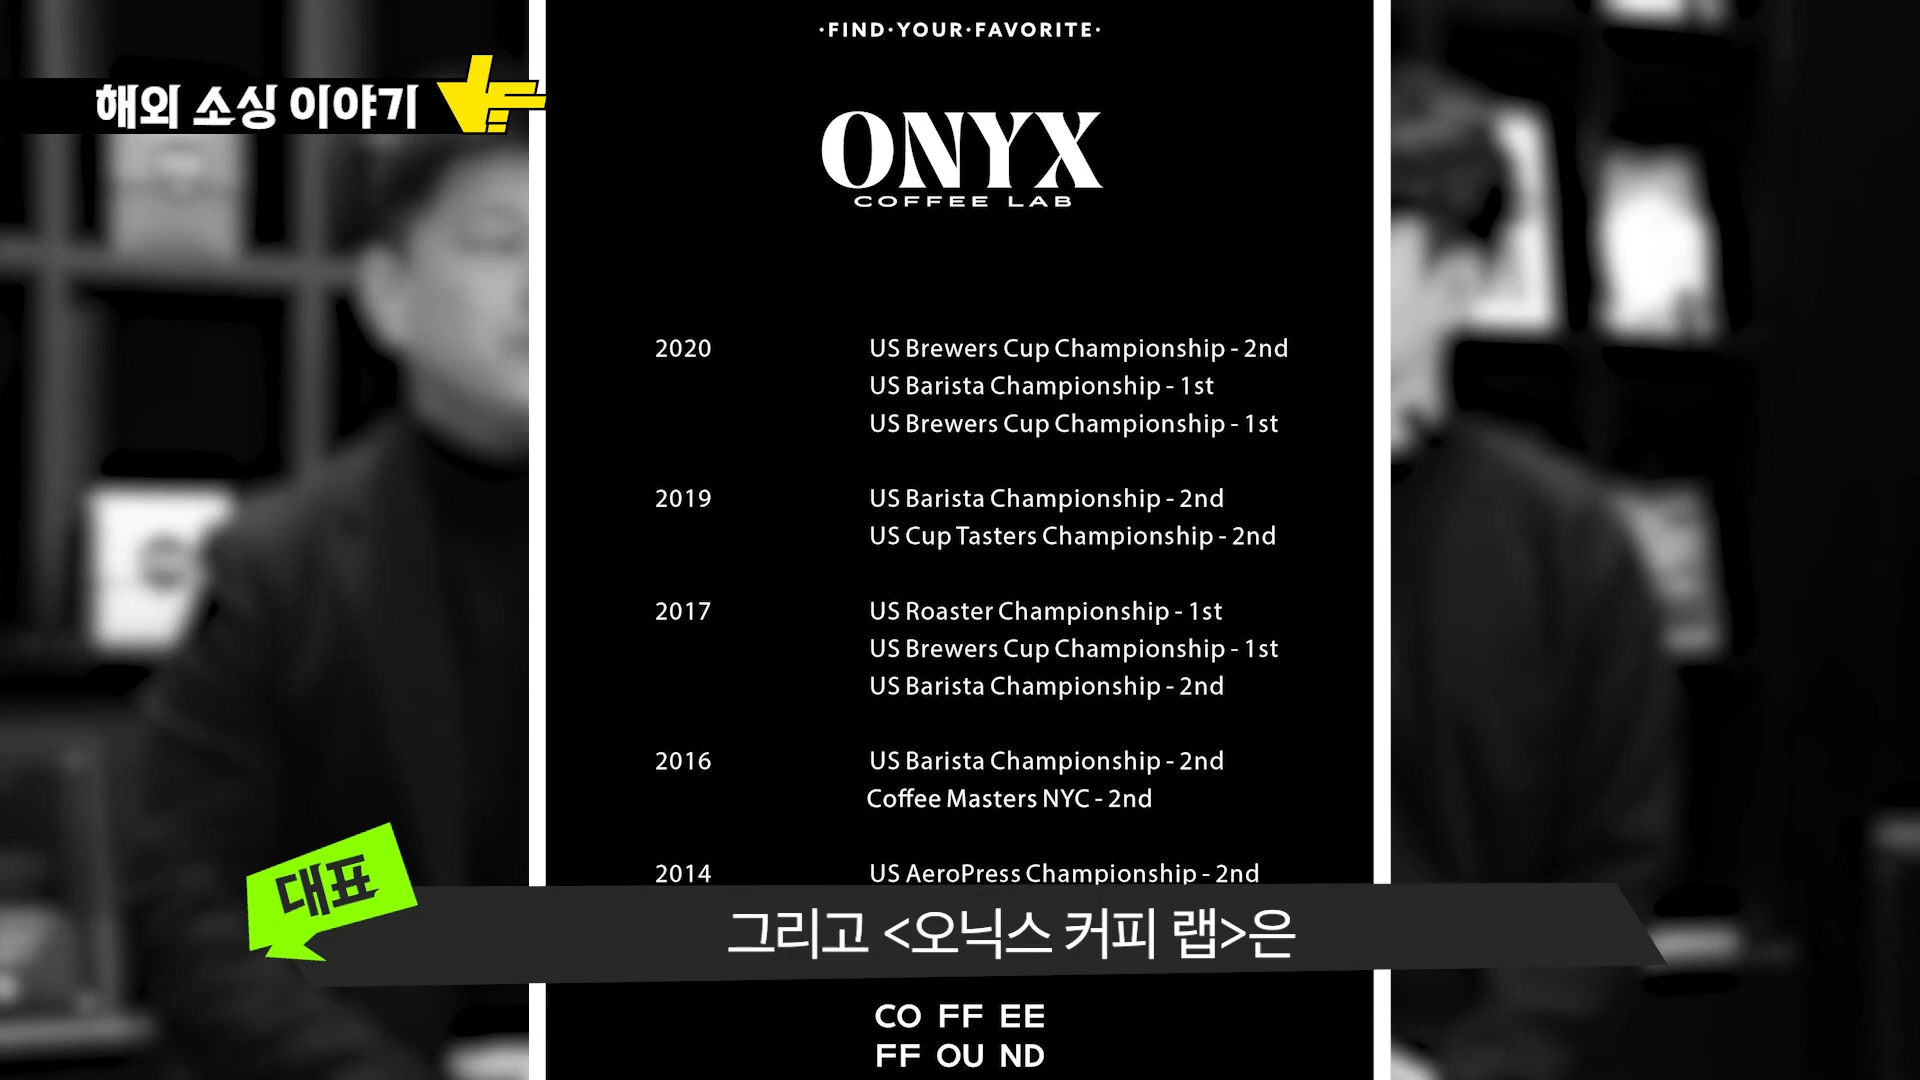 ·FIND·YOUR·FAVORITE·
해외 소싱 이야기
ONYX
COFFEE LAB
2020 US Brewers Cup Championship - 2nd
US Barista Championship - 1st
US Brewers Cup Championship - 1st
2019 US Barista Championship - 2nd
US Cup Tasters Championship - 2nd
2017 US Roaster Championship - 1st
US Brewers Cup Championship - 1st
US Barista Championship - 2nd
2016 US Barista Championship - 2nd
Coffee Masters NYC - 2nd
2014 US AeroPress Championship - 2nd
대표
그리고 <오닉스 커피 랩>은
CO FF EE
FF OU ND